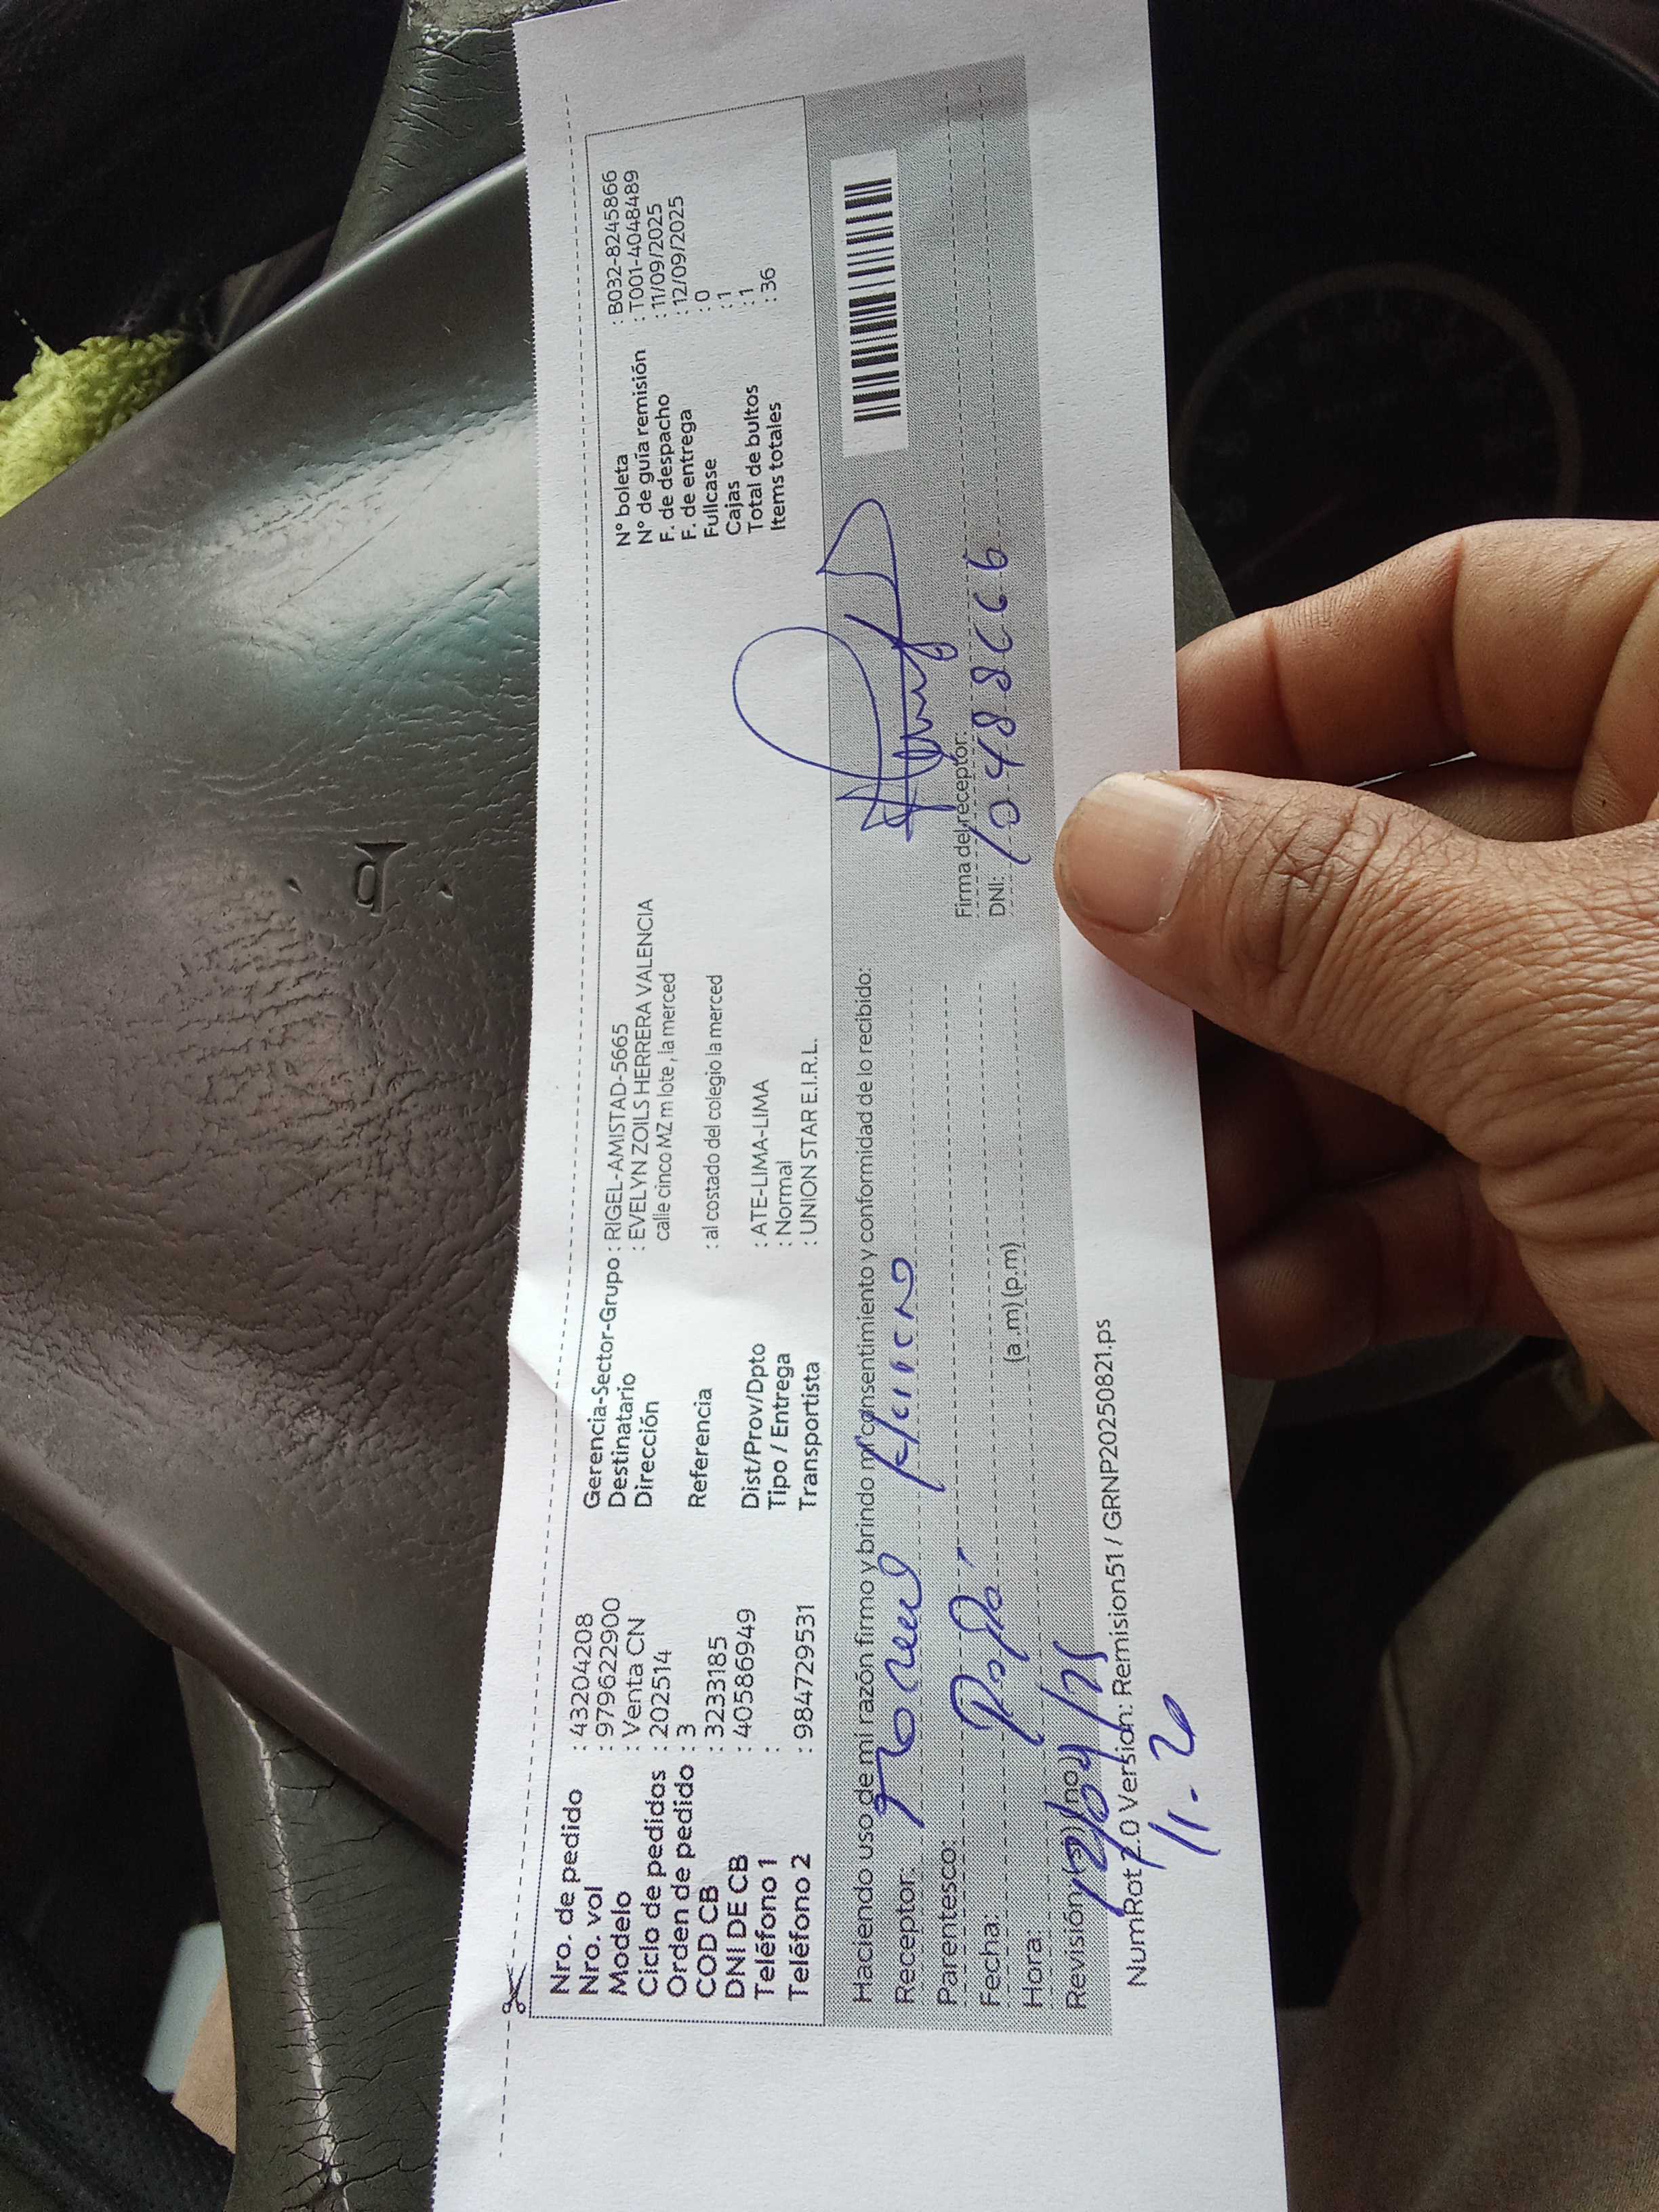 Nro. de pedido : 43204208
Nro. vol : 979622900
Modelo : Venta CN
Ciclo de pedidos : 202514
Orden de pedido : 3
COD CB : 3233185
DNI DE CB : 40586949
Teléfono 1 :
Teléfono 2 : 984729531
Gerencia-Sector-Grupo : RIGEL-AMISTAD-5665
Destinatario : EVELYN ZOILS HERRERA VALENCIA
Dirección calle cinco MZ m lote , la merced
Referencia : al costado del colegio la merced
Dist/Prov/Dpto : ATE-LIMA-LIMA
Tipo / Entrega : Normal
Transportista : UNION STAR E.I.R.L.
N° boleta : B032-8245866
N° de guía remisión : T001-4048489
F. de despacho : 11/09/2025
F. de entrega : 12/09/2025
Fullcase : 0
Cajas : 1
Total de bultos : 1
Items totales : 36
Haciendo uso de mi razón firmo y brindo mi consentimiento y conformidad de lo recibido:
Receptor:
Parentesco:
Fecha:
Hora: (a.m) (p.m)
Revisión (si) (no) 12/09/25
Firma del receptor:
DNI:
NumRot 2.0 Version: Remision51 / GRNP20250821.ps
11-20